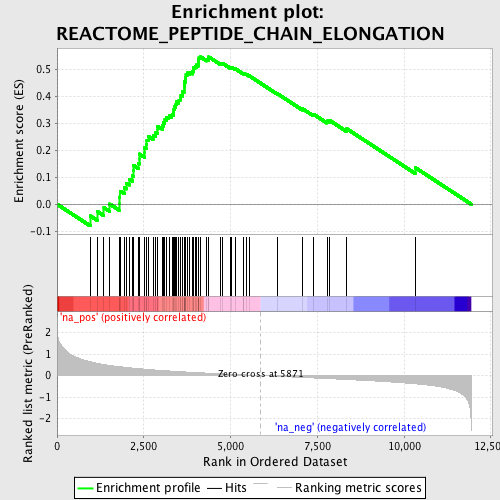 Enrichment plot:
REACTOME_PEPTIDE_CHAIN_ELONGATION
Enrichment score (ES)
0.5
0.4
0.3
0.2
0.1
0.0
-0.1
'na_pos' (positively correlated)
Ranked list metric (PreRanked)
2
1
0
-1
-2
Zero cross at 5871
'na_neg' (negatively correlated)
0
2,500
5,000
7,500
10,000
12,500
Rank in Ordered Dataset
Enrichment profile
Hits
Ranking metric scores